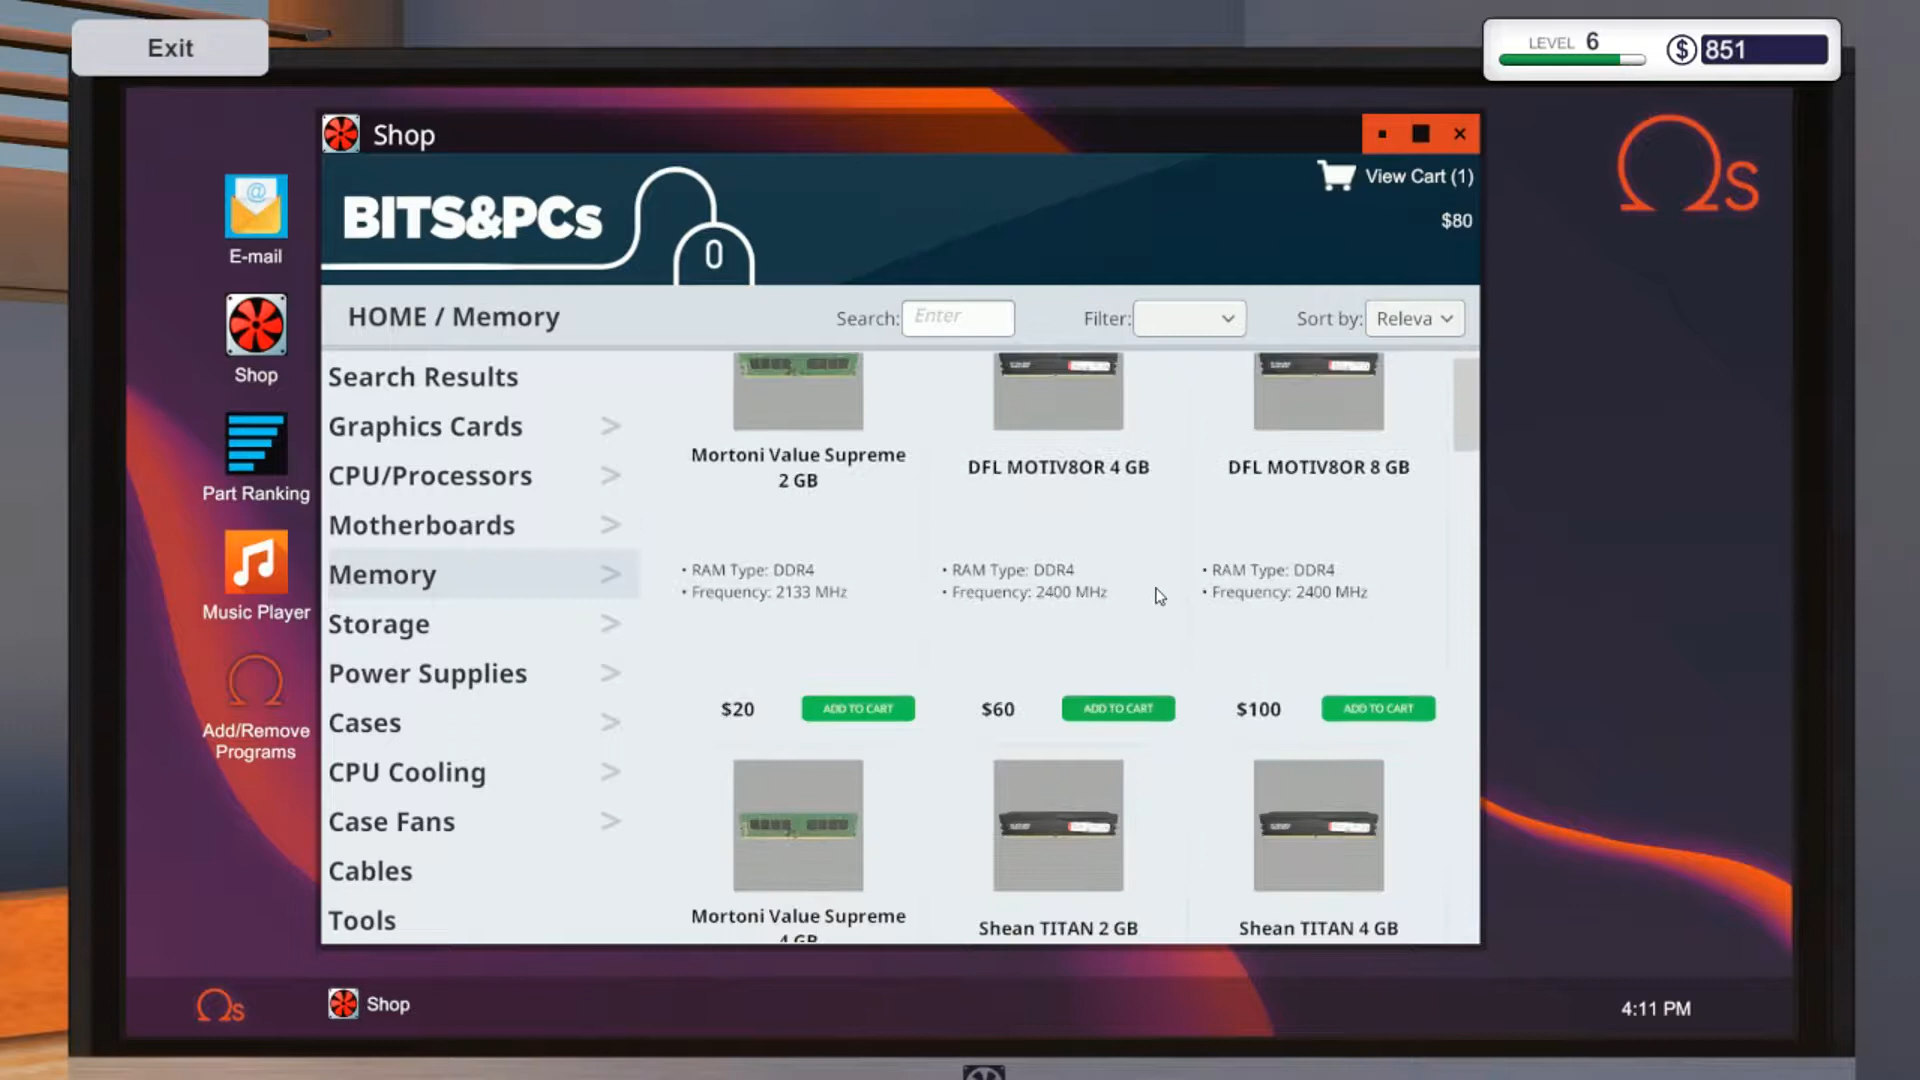 Exit
LEVEL 6
$ 851
Shop
View Cart (1)
BITS&PCs
$80
Ωs
E-mail
Shop
Part Ranking
Music Player
Add/Remove
Programs
HOME / Memory
Search: Enter
Filter:
Sort by: Releva
Search Results
Graphics Cards >
CPU/Processors >
Motherboards >
Memory >
Storage >
Power Supplies >
Cases >
CPU Cooling >
Case Fans >
Cables
Tools
Mortoni Value Supreme
2 GB
• RAM Type: DDR4
• Frequency: 2133 MHz
$20
ADD TO CART
DFL MOTIV8OR 4 GB
• RAM Type: DDR4
• Frequency: 2400 MHz
$60
ADD TO CART
DFL MOTIV8OR 8 GB
• RAM Type: DDR4
• Frequency: 2400 MHz
$100
ADD TO CART
Mortoni Value Supreme
4 GB
Shean TITAN 2 GB
Shean TITAN 4 GB
Ωs
Shop
4:11 PM